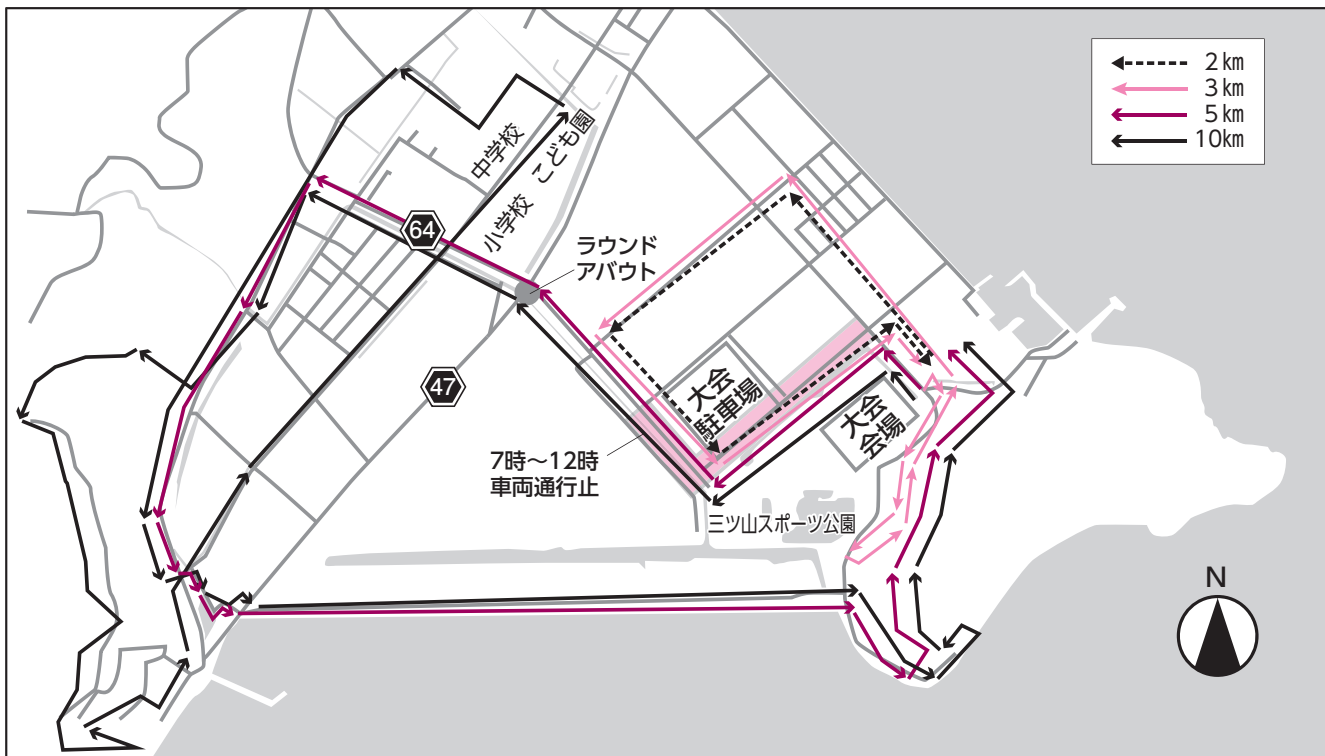 2㎞
3㎞
5㎞
10㎞
中学校
こども園
小学校
64
ラウンド
アバウト
47
大会
駐車場
大会
会場
7時～12時
車両通行止
三ツ山スポーツ公園
N